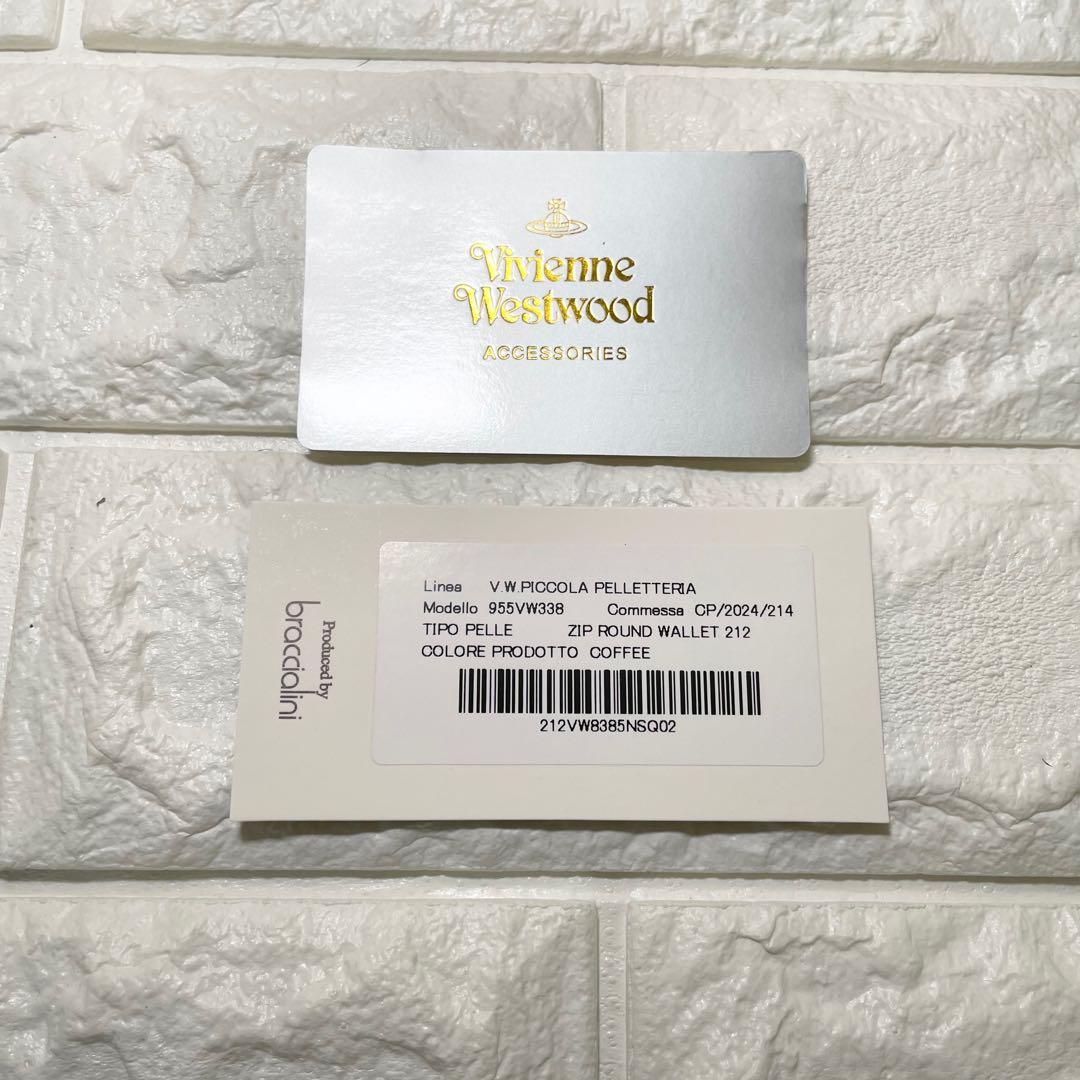 Vivienne
Westwood
ACCESSORIES
Produced by
braccialini
Linea V.W.PICCOLA PELLETTERIA
Modello 955VW338 Commessa CP/2024/214
TIPO PELLE ZIP ROUND WALLET 212
COLORE PRODOTTO COFFEE
212VW8385NSQ02